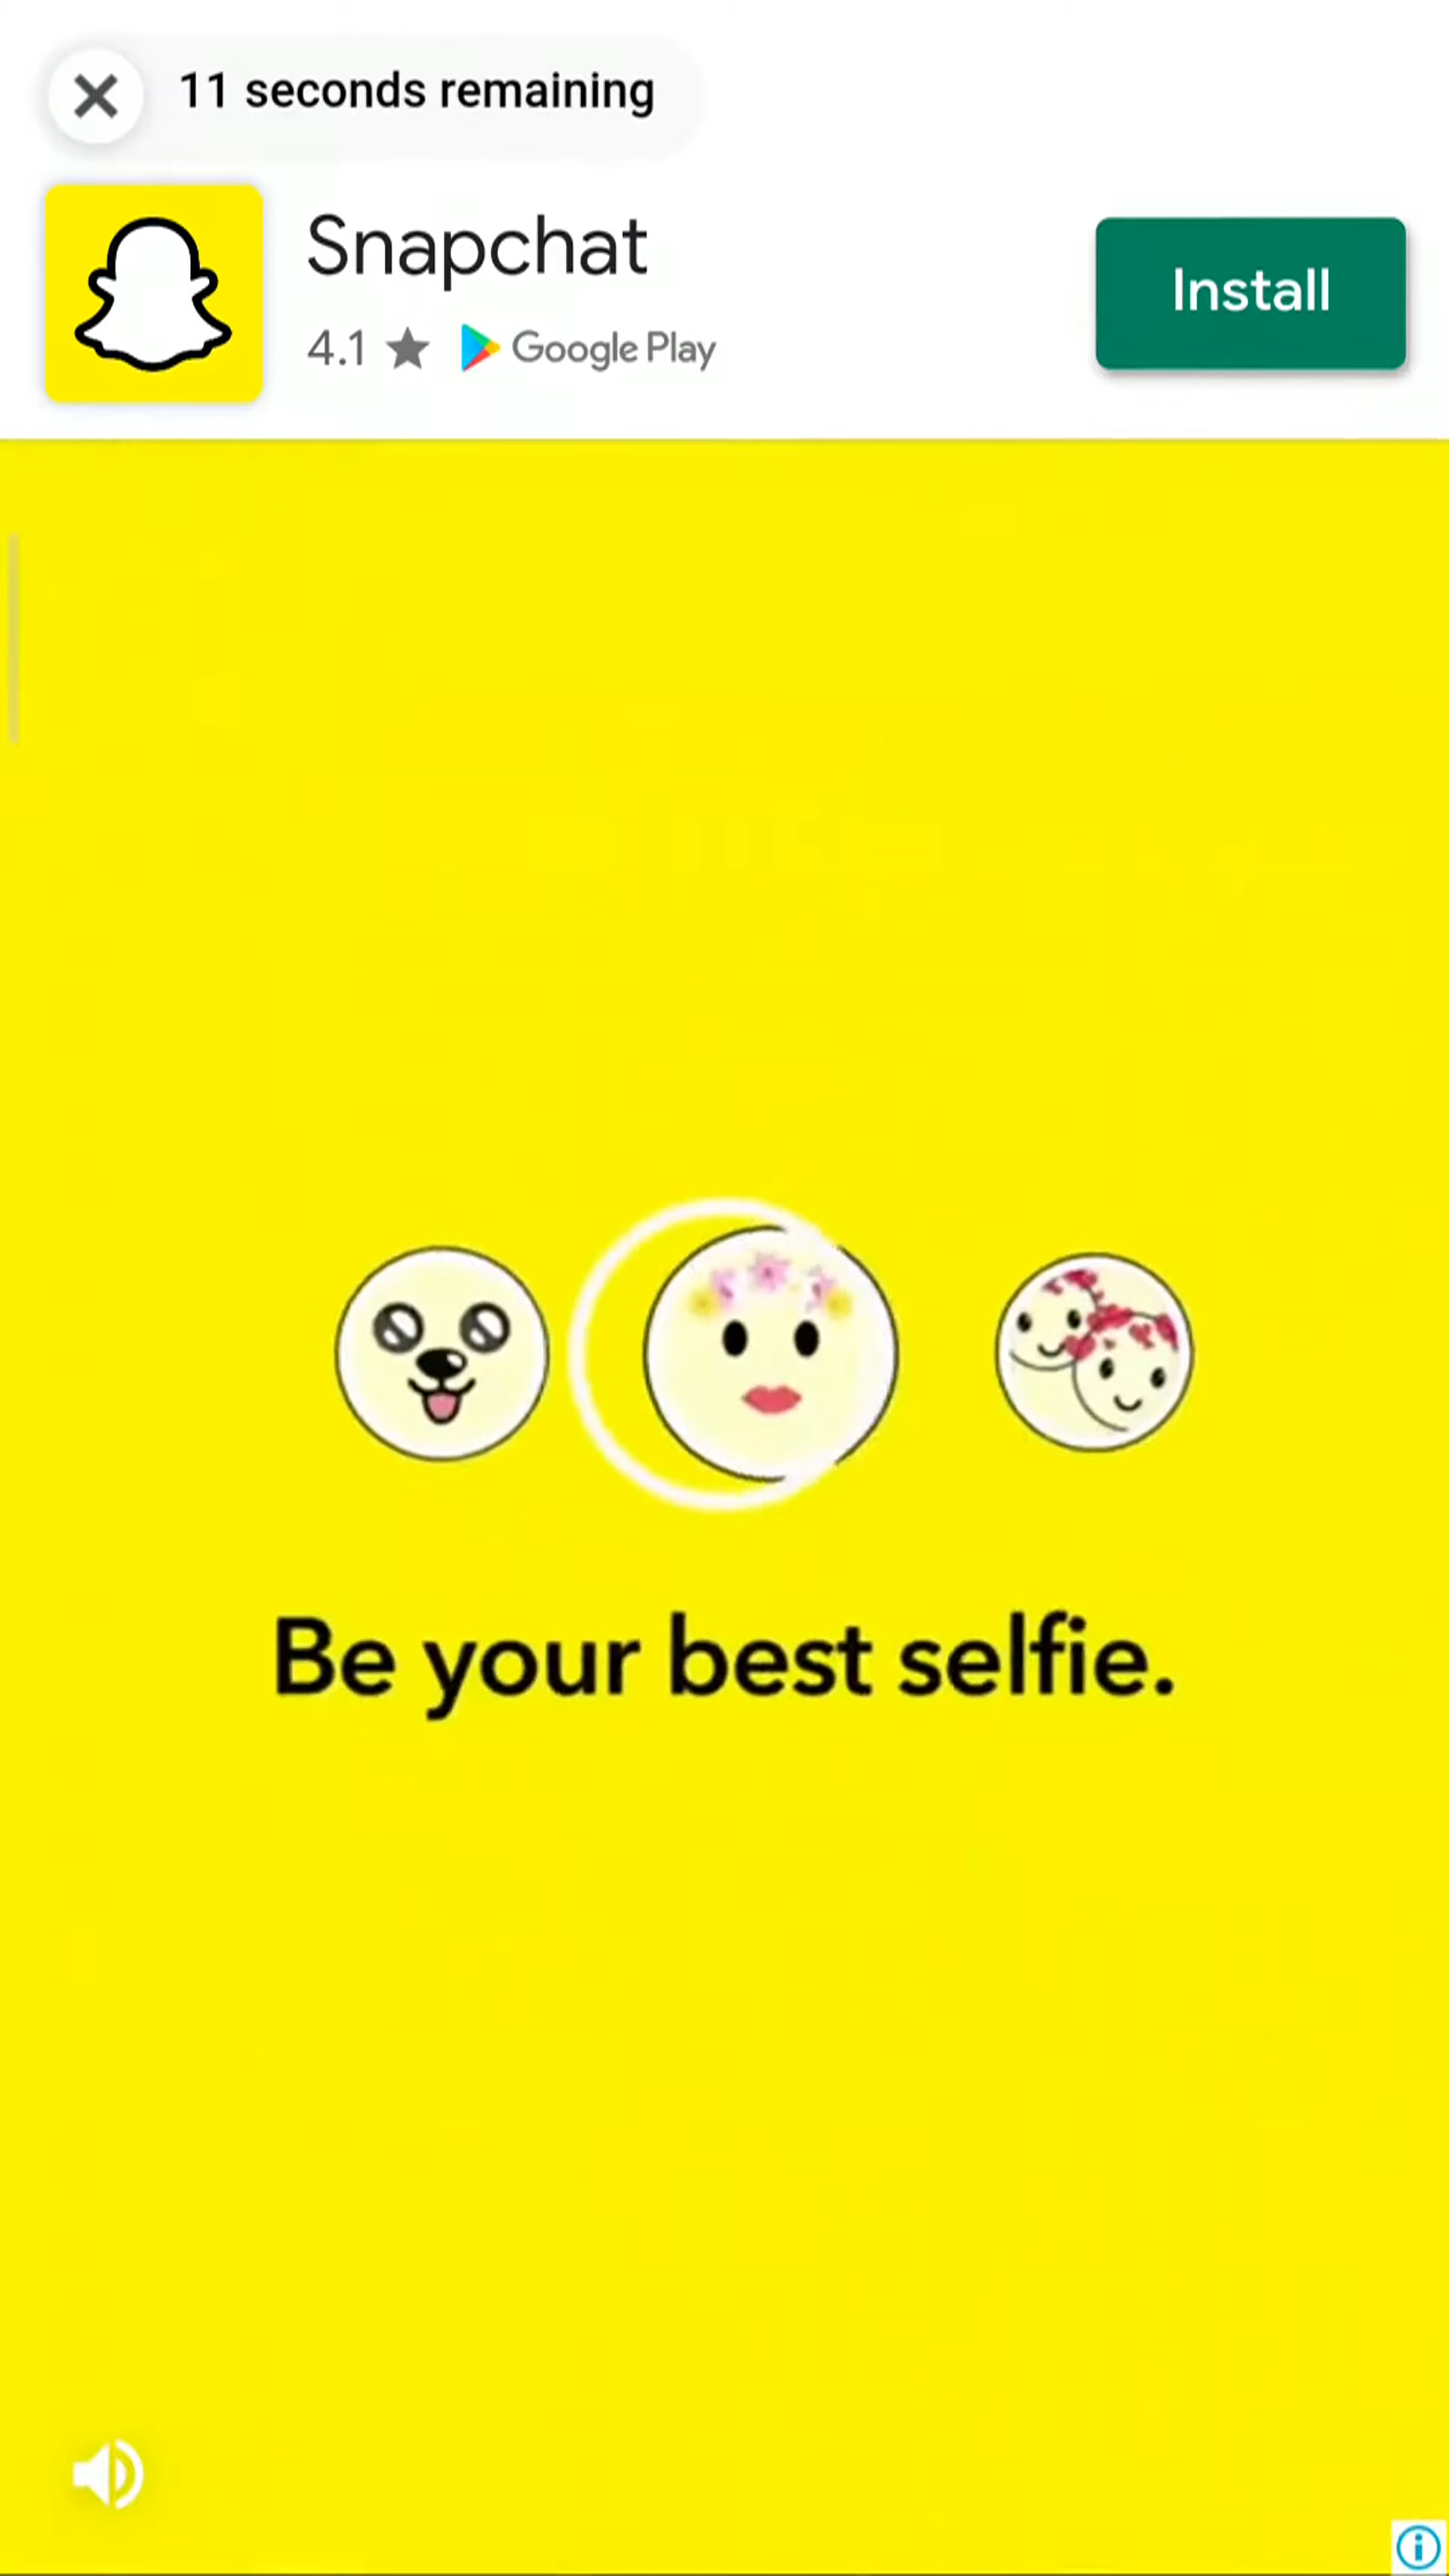 11 seconds remaining
Snapchat
Install
4.1 ★ Google Play
Be your best selfie.